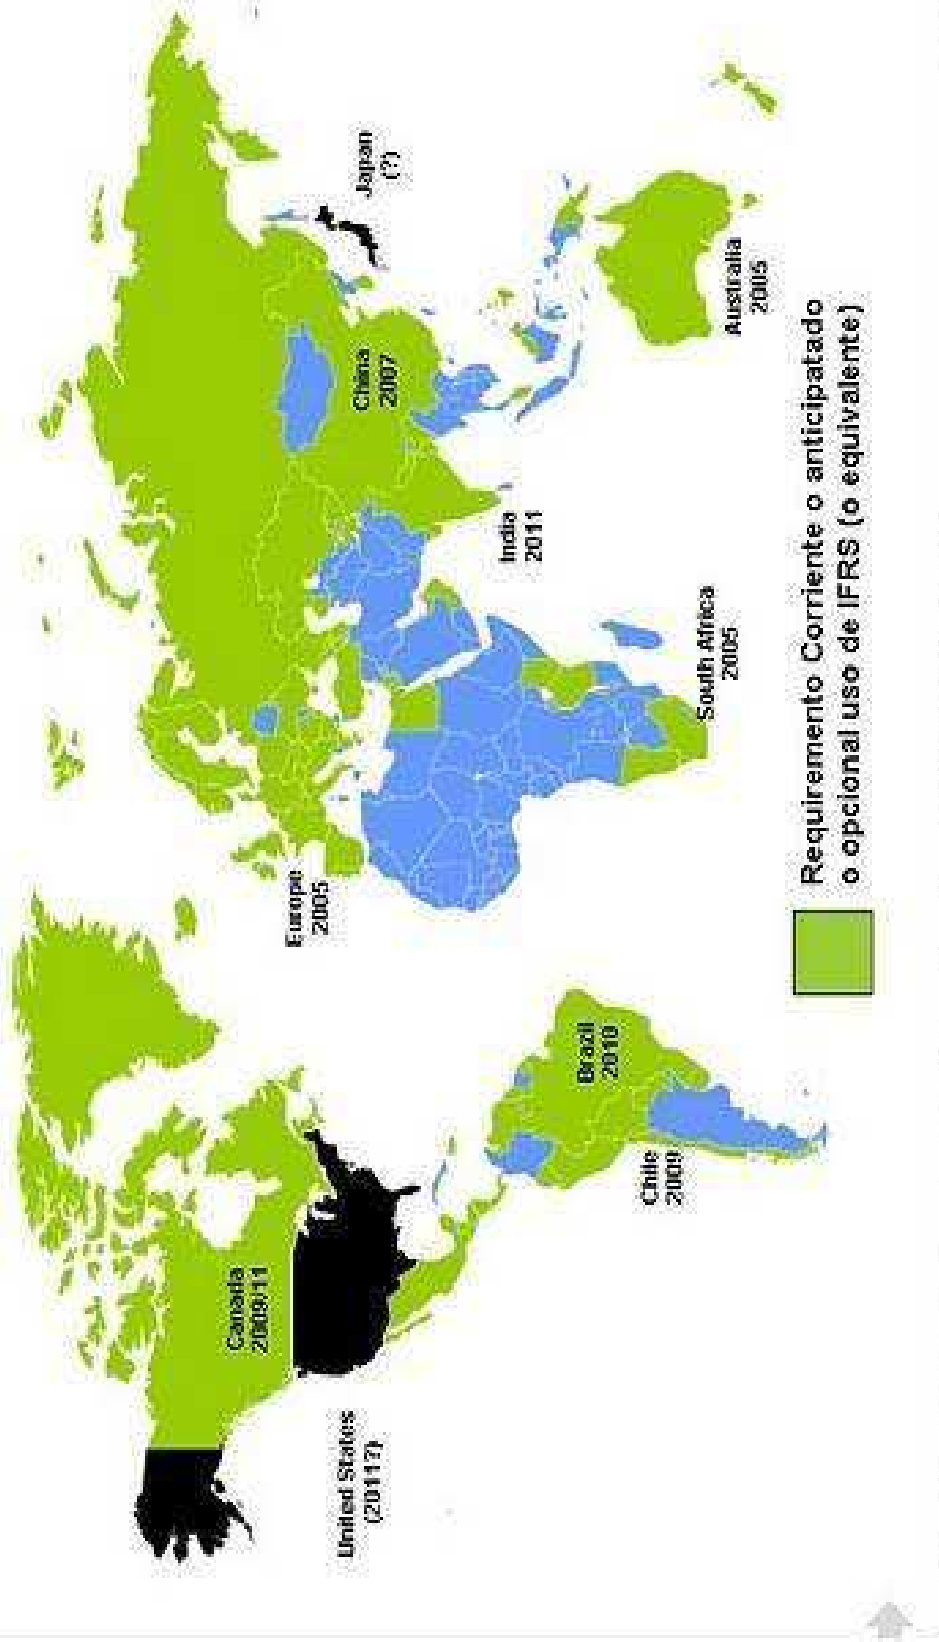 Canada
2009/11
United States
(2011?)
Europe
2005
China
2007
Japan
(?)
India
2011
Brazil
2010
Chile
2009
South Africa
2005
Australia
2005
Requiremento Corriente o anticipatado
o opcional uso de IFRS (o equivalente)